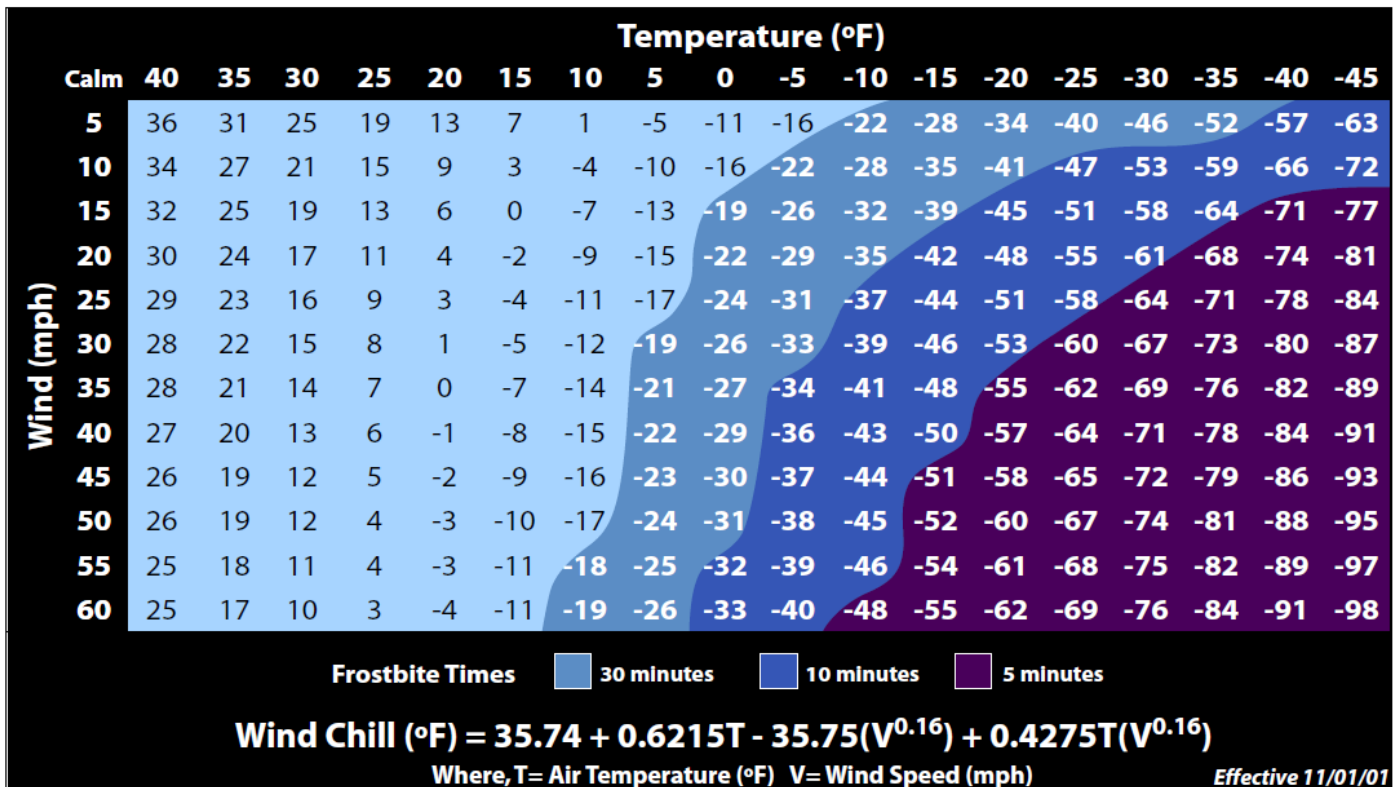 Temperature (ºF)
Calm 40 35 30 25 20 15 10 5 0 -5 -10 -15 -20 -25 -30 -35 -40 -45
5 36 31 25 19 13 7 1 -5 -11 -16 -22 -28 -34 -40 -46 -52 -57 -63
10 34 27 21 15 9 3 -4 -10 -16 -22 -28 -35 -41 -47 -53 -59 -66 -72
15 32 25 19 13 6 0 -7 -13 -19 -26 -32 -39 -45 -51 -58 -64 -71 -77
20 30 24 17 11 4 -2 -9 -15 -22 -29 -35 -42 -48 -55 -61 -68 -74 -81
Wind (mph)
25 29 23 16 9 3 -4 -11 -17 -24 -31 -37 -44 -51 -58 -64 -71 -78 -84
30 28 22 15 8 1 -5 -12 -19 -26 -33 -39 -46 -53 -60 -67 -73 -80 -87
35 28 21 14 7 0 -7 -14 -21 -27 -34 -41 -48 -55 -62 -69 -76 -82 -89
40 27 20 13 6 -1 -8 -15 -22 -29 -36 -43 -50 -57 -64 -71 -78 -84 -91
45 26 19 12 5 -2 -9 -16 -23 -30 -37 -44 -51 -58 -65 -72 -79 -86 -93
50 26 19 12 4 -3 -10 -17 -24 -31 -38 -45 -52 -60 -67 -74 -81 -88 -95
55 25 18 11 4 -3 -11 -18 -25 -32 -39 -46 -54 -61 -68 -75 -82 -89 -97
60 25 17 10 3 -4 -11 -19 -26 -33 -40 -48 -55 -62 -69 -76 -84 -91 -98
Frostbite Times 30 minutes 10 minutes 5 minutes
Wind Chill (ºF) = 35.74 + 0.6215T - 35.75(V^0.16) + 0.4275T(V^0.16)
Where, T= Air Temperature (ºF) V= Wind Speed (mph) Effective 11/01/01